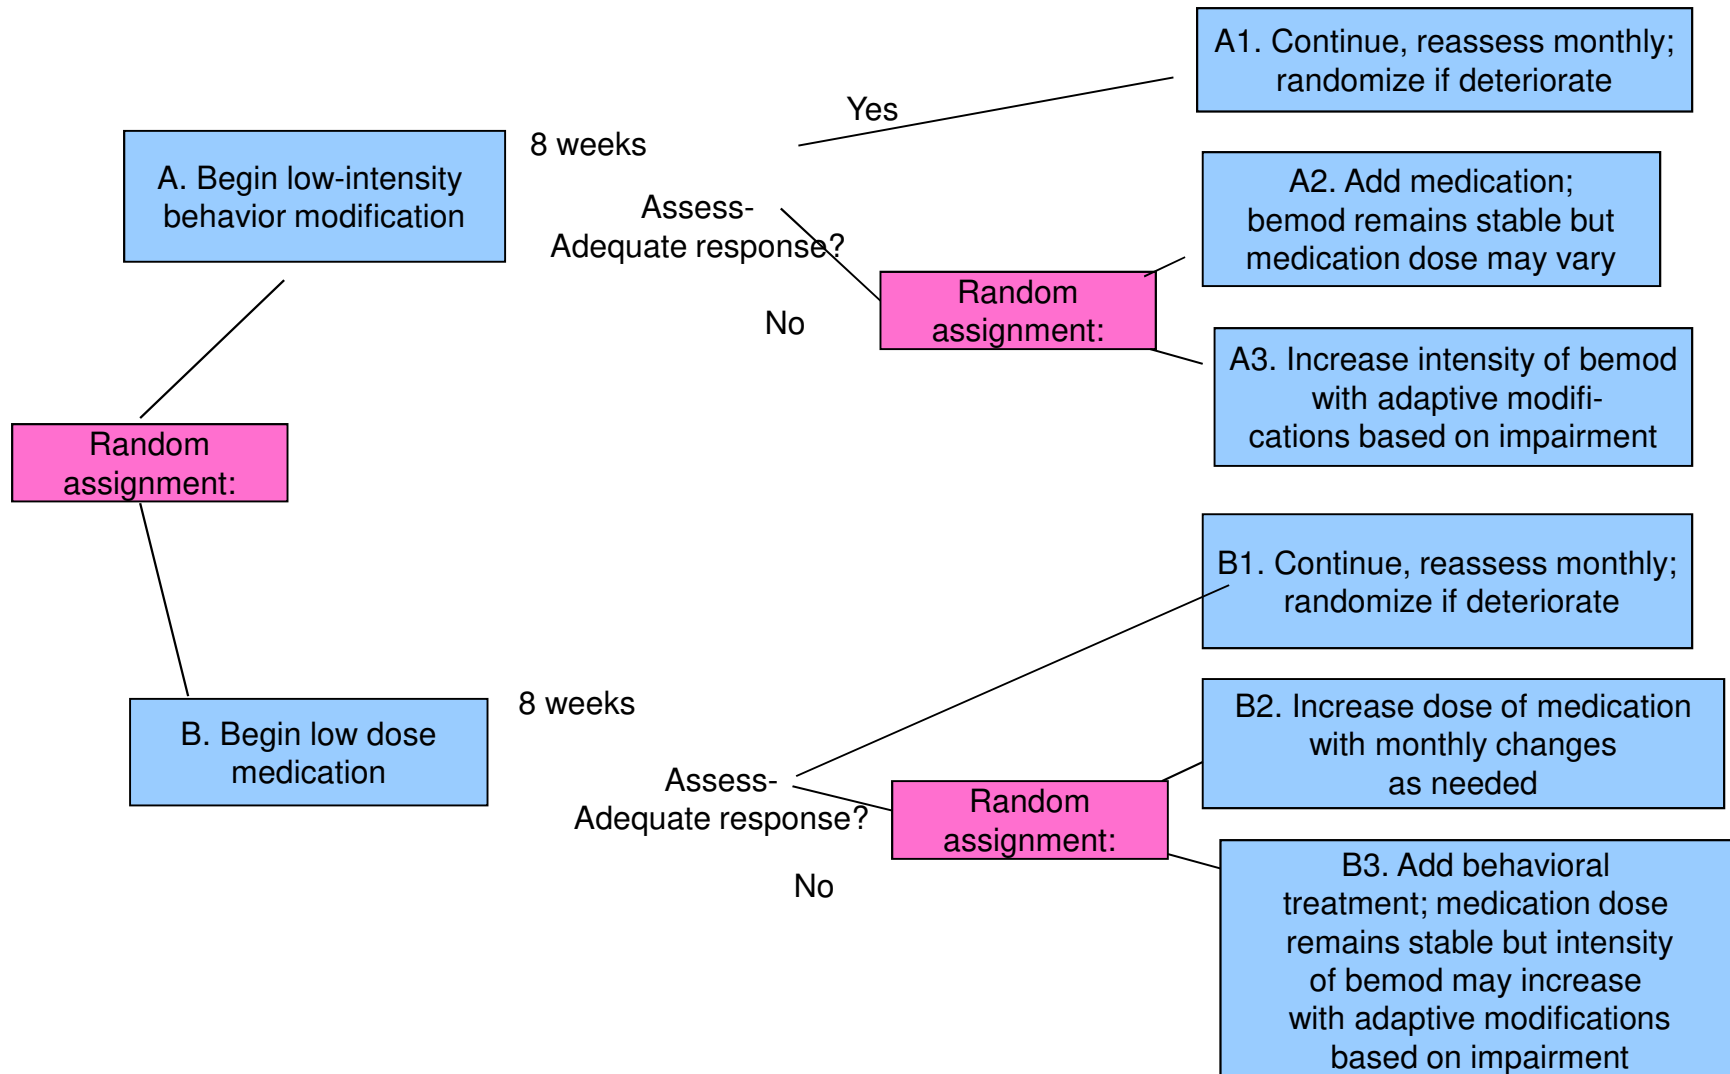 A1. Continue, reassess monthly;
randomize if deteriorate
Yes
8 weeks
A. Begin low-intensity
behavior modification
Assess-
Adequate response?
No
Random
assignment:
A2. Add medication;
bemod remains stable but
medication dose may vary
A3. Increase intensity of bemod
with adaptive modifi-
cations based on impairment
Random
assignment:
B1. Continue, reassess monthly;
randomize if deteriorate
8 weeks
B. Begin low dose
medication
Assess-
Adequate response?
No
Random
assignment:
B2. Increase dose of medication
with monthly changes
as needed
B3. Add behavioral
treatment; medication dose
remains stable but intensity
of bemod may increase
with adaptive modifications
based on impairment